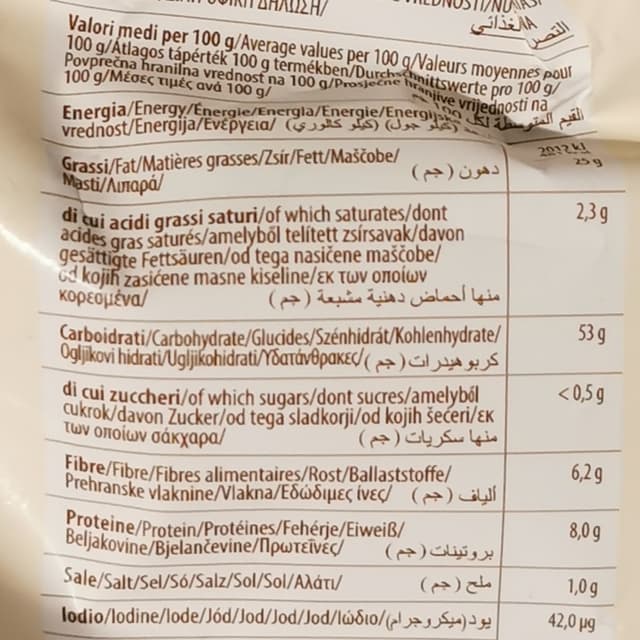 ΔΗΛΩΣΗ/
التصر
الغذائي
Valori medi per 100 g/Average values per 100 g/Valeurs moyennes pour
100 g/Átlagos tápérték 100 g termékben/Durchschnittswerte pro 100 g/
Povprečna hranilna vrednost na 100 g/Prosječne hranjive vrijednosti na
100 g/Μέσες τιμές ανά 100 g/
القيم
لكل 100
Energia/Energy/Énergie/Energia/Energie/Energijska
vrednost/Energija/Ενέργεια/ (كيلو جول) (كيلو كالوري)
2012 kJ
Grassi/Fat/Matières grasses/Zsír/Fett/Maščobe/
Masti/Λιπαρά/ دهون (جم)
25 g
di cui acidi grassi saturi/of which saturates/dont
acides gras saturés/amelyből telített zsírsavak/davon
gesättigte Fettsäuren/od tega nasičene maščobe/
od kojih zasićene masne kiseline/εκ των οποίων
κορεσμένα/ منها أحماض دهنية مشبعة (جم)
2,3 g
Carboidrati/Carbohydrate/Glucides/Szénhidrát/Kohlenhydrate/
Ogljikovi hidrati/Ugljikohidrati/Υδατάνθρακες/ كربوهيدرات (جم)
53 g
di cui zuccheri/of which sugars/dont sucres/amelyből
cukrok/davon Zucker/od tega sladkorji/od kojih šećeri/εκ
των οποίων σάκχαρα/ منها سكريات (جم)
<0,5 g
Fibre/Fibre/Fibres alimentaires/Rost/Ballaststoffe/
Prehranske vlaknine/Vlakna/Εδώδιμες ίνες/ ألياف (جم)
6,2 g
Proteine/Protein/Protéines/Fehérje/Eiweiß/
Beljakovine/Bjelančevine/Πρωτεΐνες/ بروتينات (جم)
8,0 g
Sale/Salt/Sel/Só/Salz/Sol/Sol/Αλάτι/ ملح (جم)
1,0 g
Iodio/Iodine/Iode/Jód/Jod/Jod/Jod/Ιώδιο/ يود (ميكروجرام)
42,0 µg